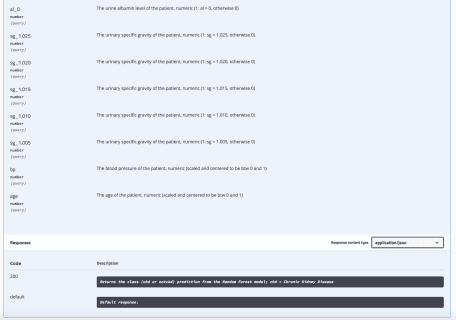 al_0
The urine albumin level of the patient, numeric (1: al = 0, otherwise 0)
number
(query)
sg_1.025
The urinary specific gravity of the patient, numeric (1: sg = 1.025, otherwise 0)
number
(query)
sg_1.020
The urinary specific gravity of the patient, numeric (1: sg = 1.020, otherwise 0)
number
(query)
sg_1.015
The urinary specific gravity of the patient, numeric (1: sg = 1.015, otherwise 0)
number
(query)
sg_1.010
The urinary specific gravity of the patient, numeric (1: sg = 1.010, otherwise 0)
number
(query)
sg_1.005
The urinary specific gravity of the patient, numeric (1: sg = 1.005, otherwise 0)
number
(query)
bp
The blood pressure of the patient, numeric (scaled and centered to be btw 0 and 1)
number
(query)
age
The age of the patient, numeric (scaled and centered to be btw 0 and 1)
number
(query)
Responses
Response content type
application/json
Code
Description
200
Returns the class (ckd or notckd) prediction from the Random Forest model; ckd = Chronic Kidney Disease
default
Default response.